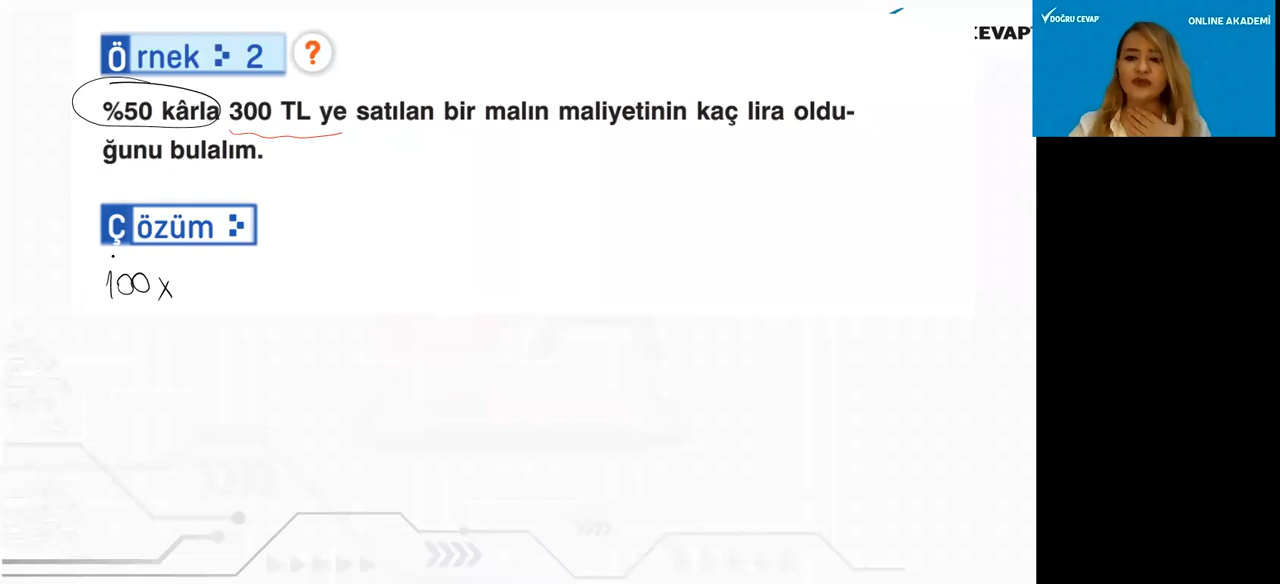 Örnek 2 ?
%50 kârla 300 TL ye satılan bir malın maliyetinin kaç lira oldu-
ğunu bulalım.
Çözüm
100x
CEVAP
DOĞRU CEVAP
ONLINE AKADEMİ